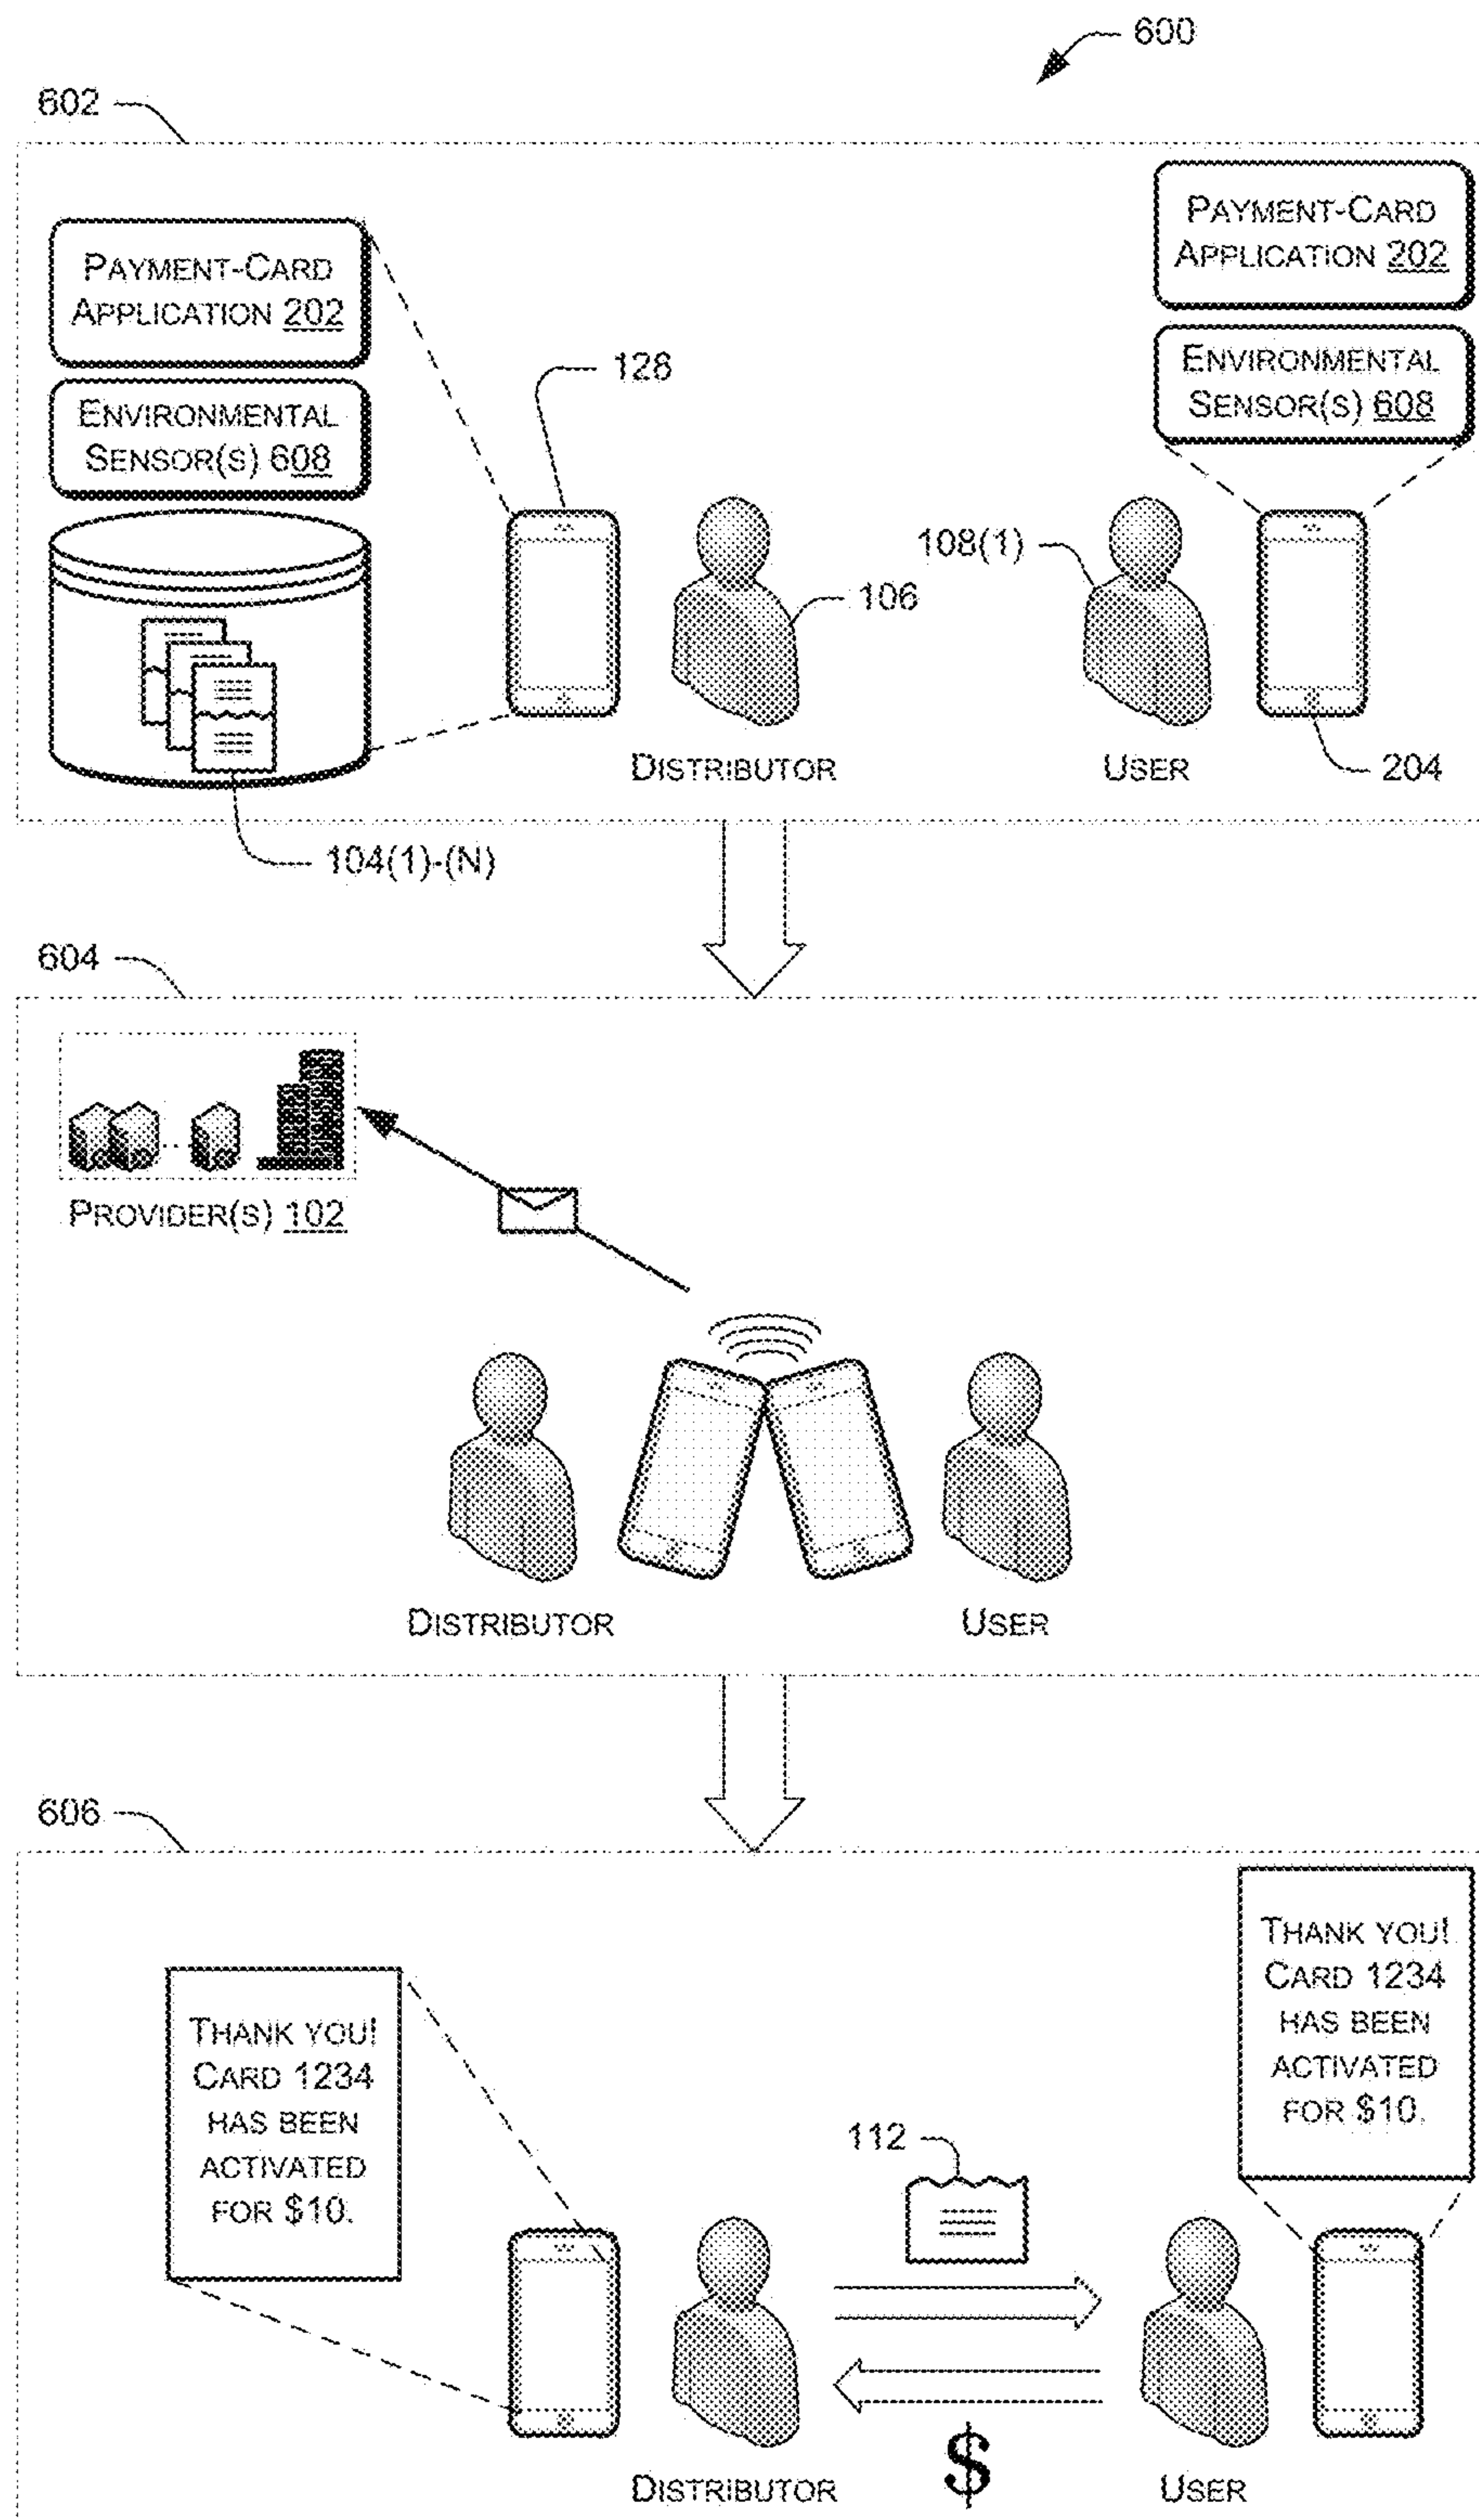 600
602
PAYMENT-CARD
APPLICATION 202
ENVIRONMENTAL
SENSOR(S) 608
PAYMENT-CARD
APPLICATION 202
ENVIRONMENTAL
SENSOR(S) 608
128
106
108(1)
204
DISTRIBUTOR
USER
104(1)-(N)
604
PROVIDER(S) 102
DISTRIBUTOR
USER
606
THANK YOU!
CARD 1234
HAS BEEN
ACTIVATED
FOR $10.
THANK YOU!
CARD 1234
HAS BEEN
ACTIVATED
FOR $10.
112
$
DISTRIBUTOR
USER